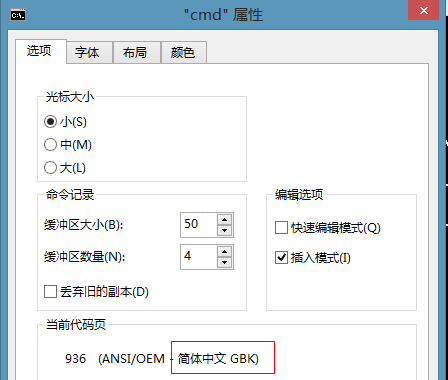 "cmd" 属性
选项 字体 布局 颜色
光标大小
小(S)
中(M)
大(L)
命令记录
缓冲区大小(B): 50
缓冲区数量(N): 4
丢弃旧的副本(D)
编辑选项
快速编辑模式(Q)
插入模式(I)
当前代码页
936 (ANSI/OEM - 简体中文 GBK)